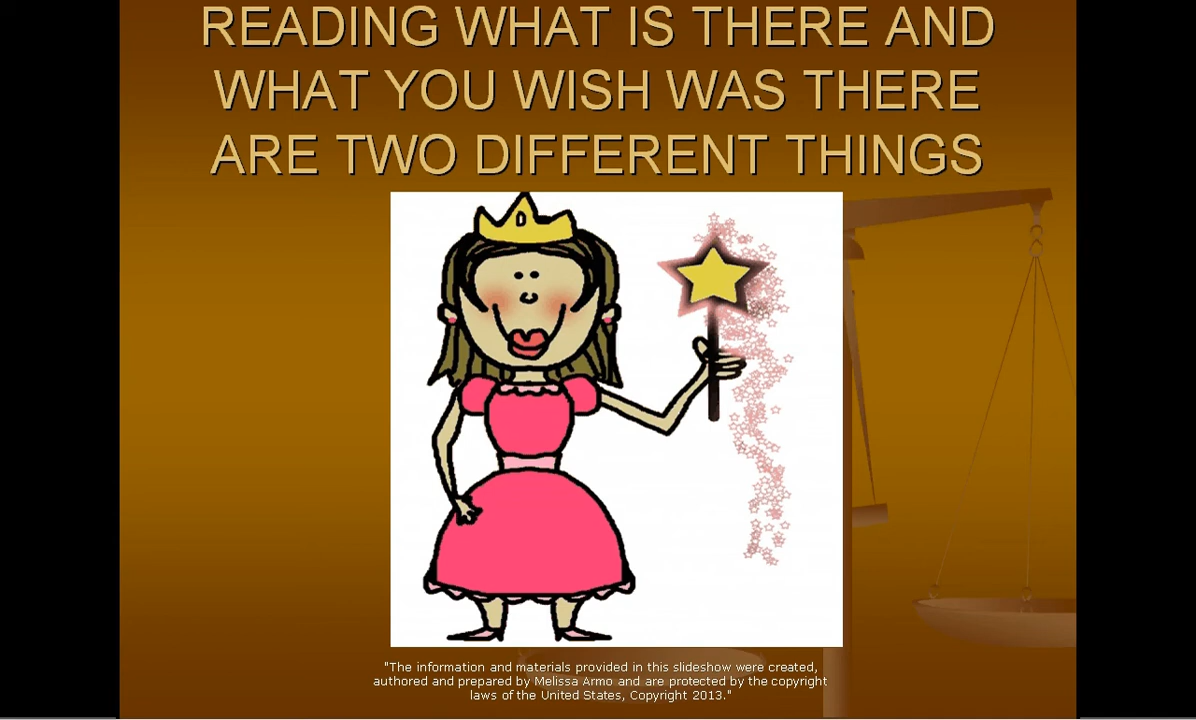 READING WHAT IS THERE AND
WHAT YOU WISH WAS THERE
ARE TWO DIFFERENT THINGS
"The information and materials provided in this slideshow were created,
authored and prepared by Melissa Armo and are protected by the copyright
laws of the United States, Copyright 2013."